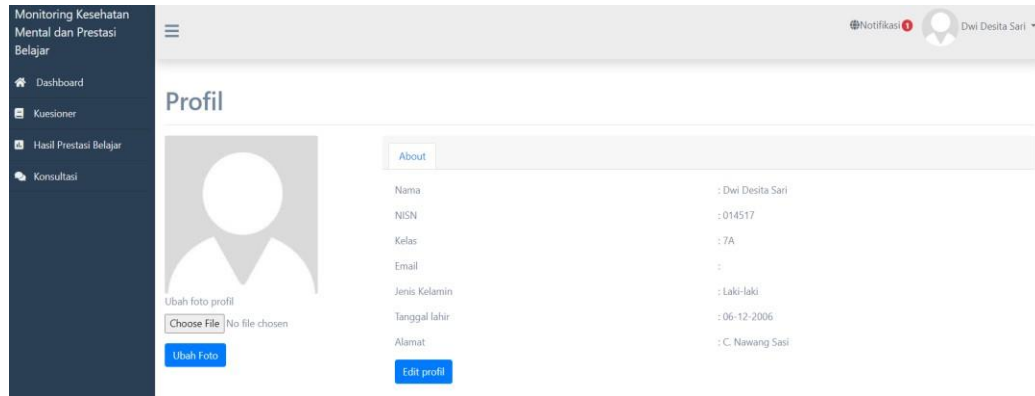 Monitoring Kesehatan
Mental dan Prestasi
Belajar
Notifikasi 1
Dwi Desita Sari
Dashboard
Kuesioner
Hasil Prestasi Belajar
Konsultasi
Profil
Ubah foto profil
Choose File No file chosen
Ubah Foto
About
Nama : Dwi Desita Sari
NISN : 014517
Kelas : 7A
Email :
Jenis Kelamin : Laki-laki
Tanggal lahir : 06-12-2006
Alamat : C. Nawang Sasi
Edit profil